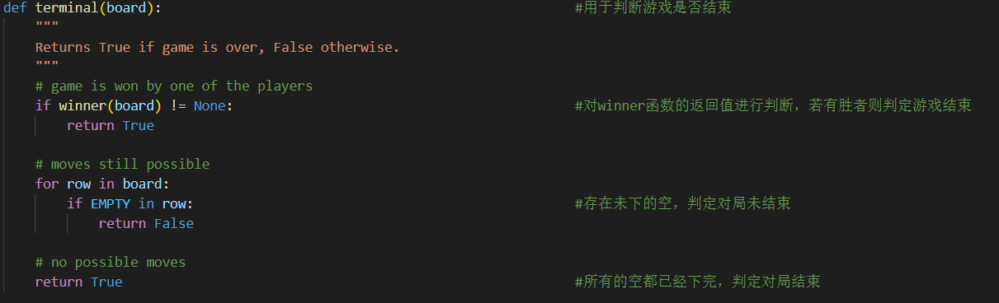 def terminal(board): #用于判断游戏是否结束
"""
Returns True if game is over, False otherwise.
"""
# game is won by one of the players
if winner(board) != None: #对winner函数的返回值进行判断，若有胜者则判定游戏结束
return True
# moves still possible
for row in board:
if EMPTY in row: #存在未下的空，判定对局未结束
return False
# no possible moves
return True #所有的空都已经下完，判定对局结束